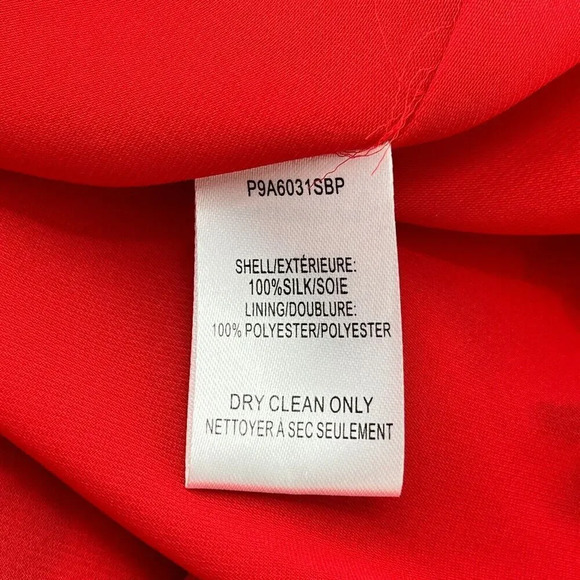 P9A6031SBP
SHELL/EXTÉRIEURE:
100%SILK/SOIE
LINING/DOUBLURE:
100% POLYESTER/POLYESTER
DRY CLEAN ONLY
NETTOYER À SEC SEULEMENT